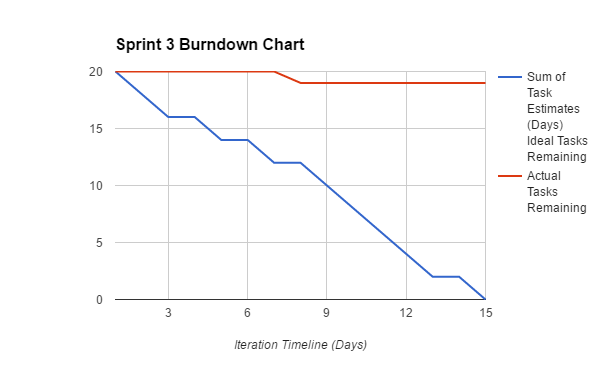 Sprint 3 Burndown Chart
20
15
10
5
0
3 6 9 12 15
Iteration Timeline (Days)
Sum of
Task
Estimates
(Days)
Ideal Tasks
Remaining
Actual
Tasks
Remaining